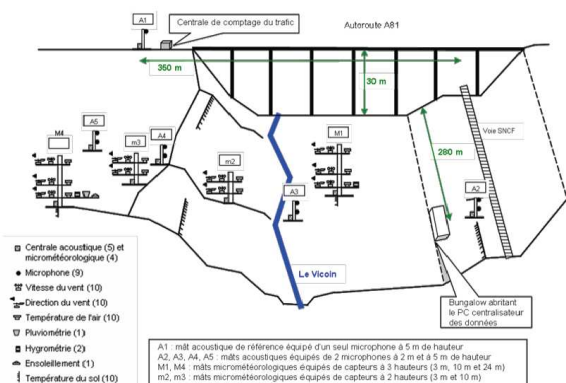 A1
Centrale de comptage du trafic
Autoroute A81
350 m
30 m
A5
M4
m3
A4
M1
m2
A3
280 m
Voie SNCF
A2
Le Vicoin
Bungalow abritant
le PC centralisateur
des données
Centrale acoustique (5) et
micrométéorologique (4)
Microphone (9)
Vitesse du vent (10)
Direction du vent (10)
Température de l'air (10)
Pluviométrie (1)
Hygrométrie (2)
Ensoleillement (1)
Température du sol (10)
A1 : mât acoustique de référence équipé d'un seul microphone à 5 m de hauteur
A2, A3, A4, A5 : mâts acoustiques équipés de 2 microphones à 2 m et à 5 m de hauteur
M1, M4 : mâts micrométéorologiques équipés de capteurs à 3 hauteurs (3 m, 10 m et 24 m)
m2, m3 : mâts micrométéorologiques équipés de capteurs à 2 hauteurs (3 m et 10 m)